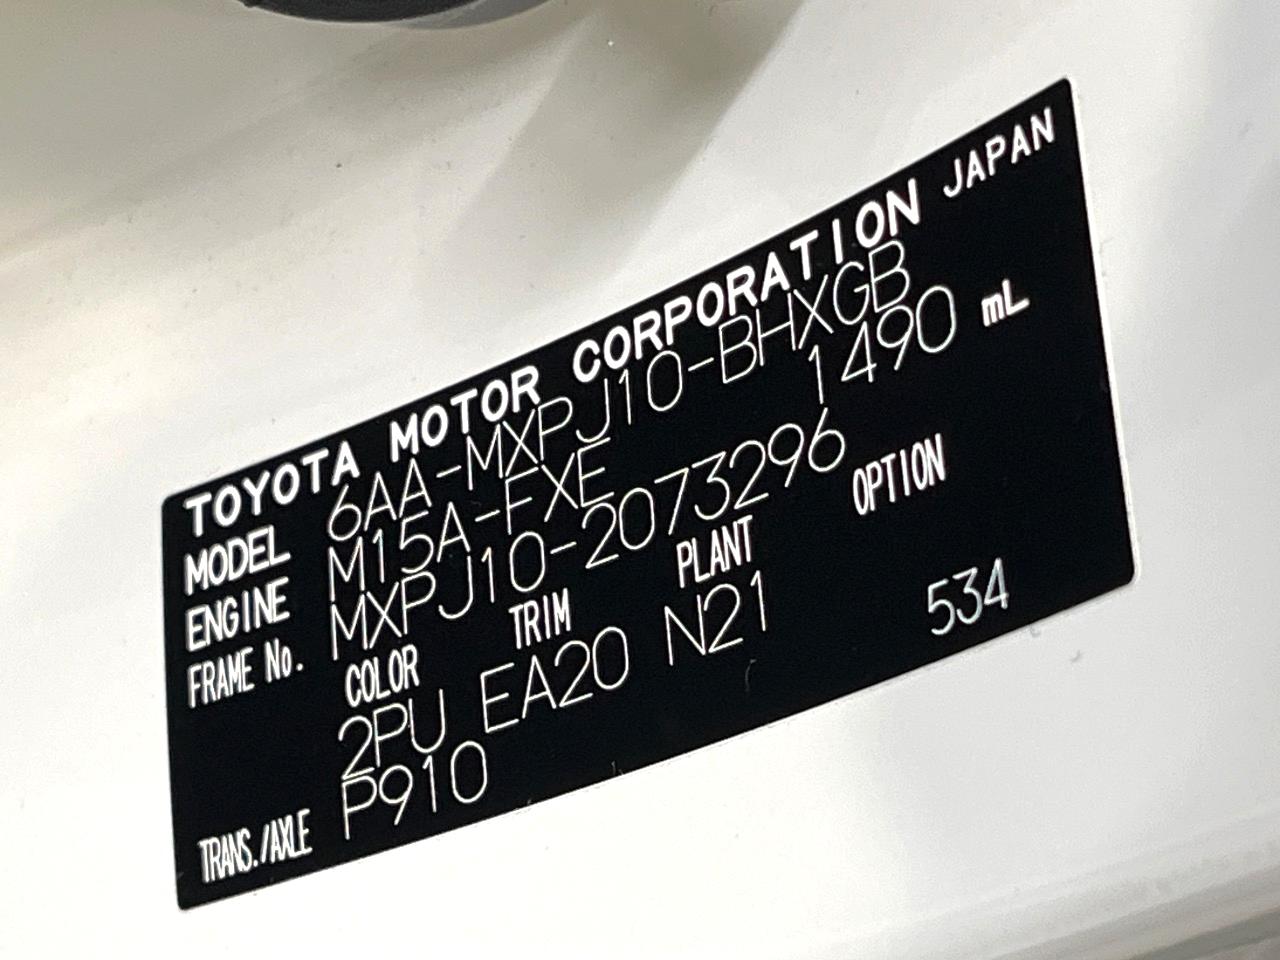 TOYOTA MOTOR CORPORATION JAPAN
MODEL 6AA-MXPJ10-BHXGB
ENGINE M15A-FXE 1490 mL
FRAME No. MXPJ10-2073296
COLOR TRIM PLANT OPTION
2PU EA20 N21 534
TRANS./AXLE P910